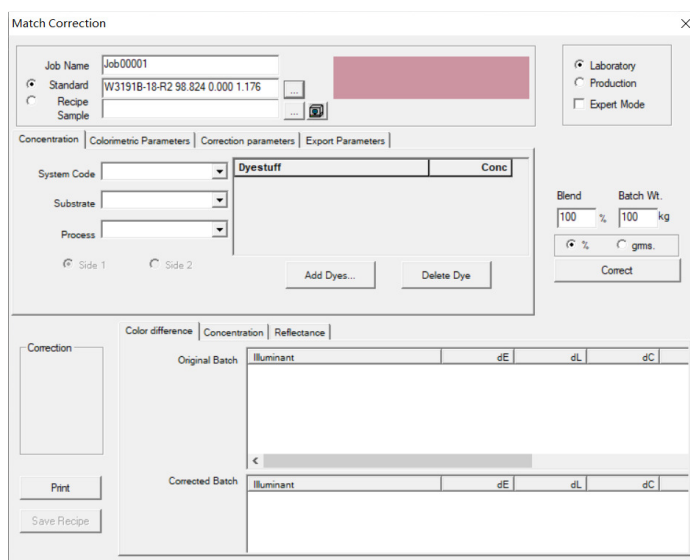 Match Correction
Job Name Job00001
Standard W3191B-18-R2 98.824 0.000 1.176 ...
Recipe
Sample ...
Laboratory
Production
Expert Mode
Concentration Colorimetric Parameters Correction parameters Export Parameters
System Code
Substrate
Process
Side 1 Side 2
Dyestuff Conc
Add Dyes... Delete Dye
Blend Batch Wt.
100 % 100 kg
% gms.
Correct
Correction
Print
Save Recipe
Color difference Concentration Reflectance
Original Batch Illuminant dE dL dC
Corrected Batch Illuminant dE dL dC